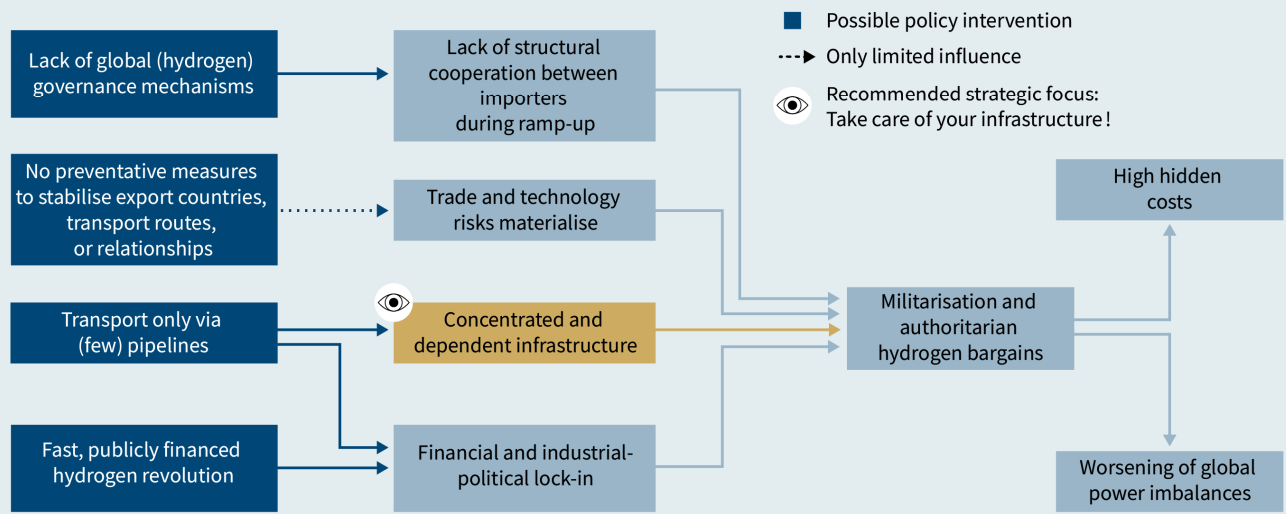 Possible policy intervention
Only limited influence
Recommended strategic focus:
Take care of your infrastructure!
Lack of global (hydrogen)
governance mechanisms
Lack of structural
cooperation between
importers
during ramp-up
No preventative measures
to stabilise export countries,
transport routes,
or relationships
Trade and technology
risks materialise
High hidden
costs
Transport only via
(few) pipelines
Concentrated and
dependent infrastructure
Militarisation and
authoritarian
hydrogen bargains
Fast, publicly financed
hydrogen revolution
Financial and industrial-
political lock-in
Worsening of global
power imbalances